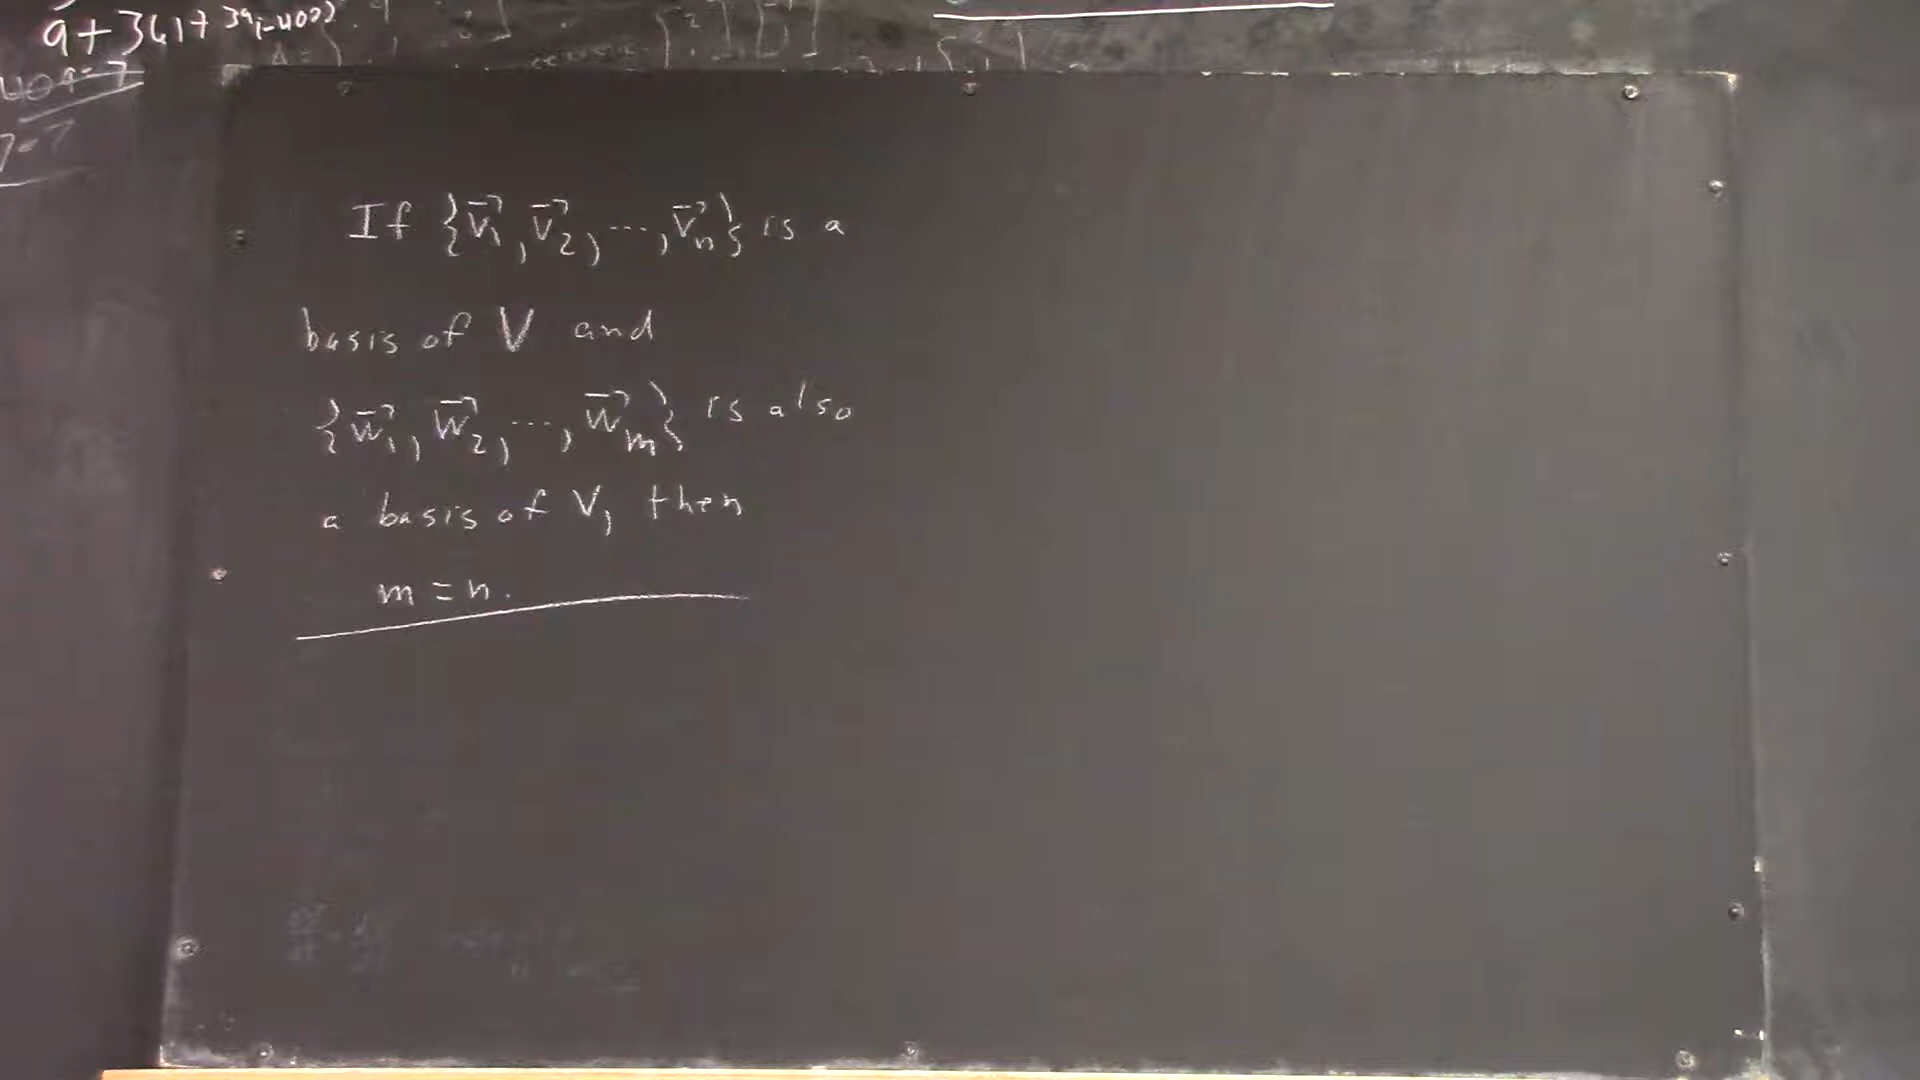 If {v⃗₁, v⃗₂, ..., v⃗ₙ} is a
basis of V and
{w⃗₁, w⃗₂, ..., w⃗ₘ} is also
a basis of V, then
m = n.